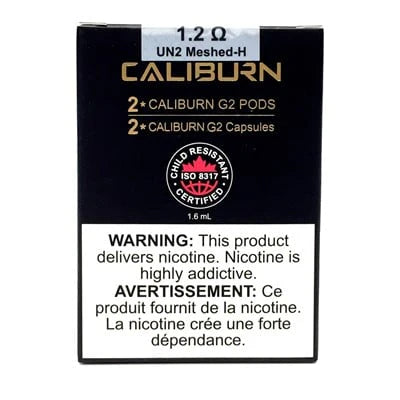 1.2 Ω
UN2 Meshed-H
CALIBURN
2* CALIBURN G2 PODS
2* CALIBURN G2 Capsules
CHILD RESISTANT
ISO 8317
CERTIFIED
1.6 mL
WARNING: This product
delivers nicotine. Nicotine
is highly addictive.
AVERTISSEMENT: Ce
produit fournit de la nicotine.
La nicotine crée une forte
dépendance.